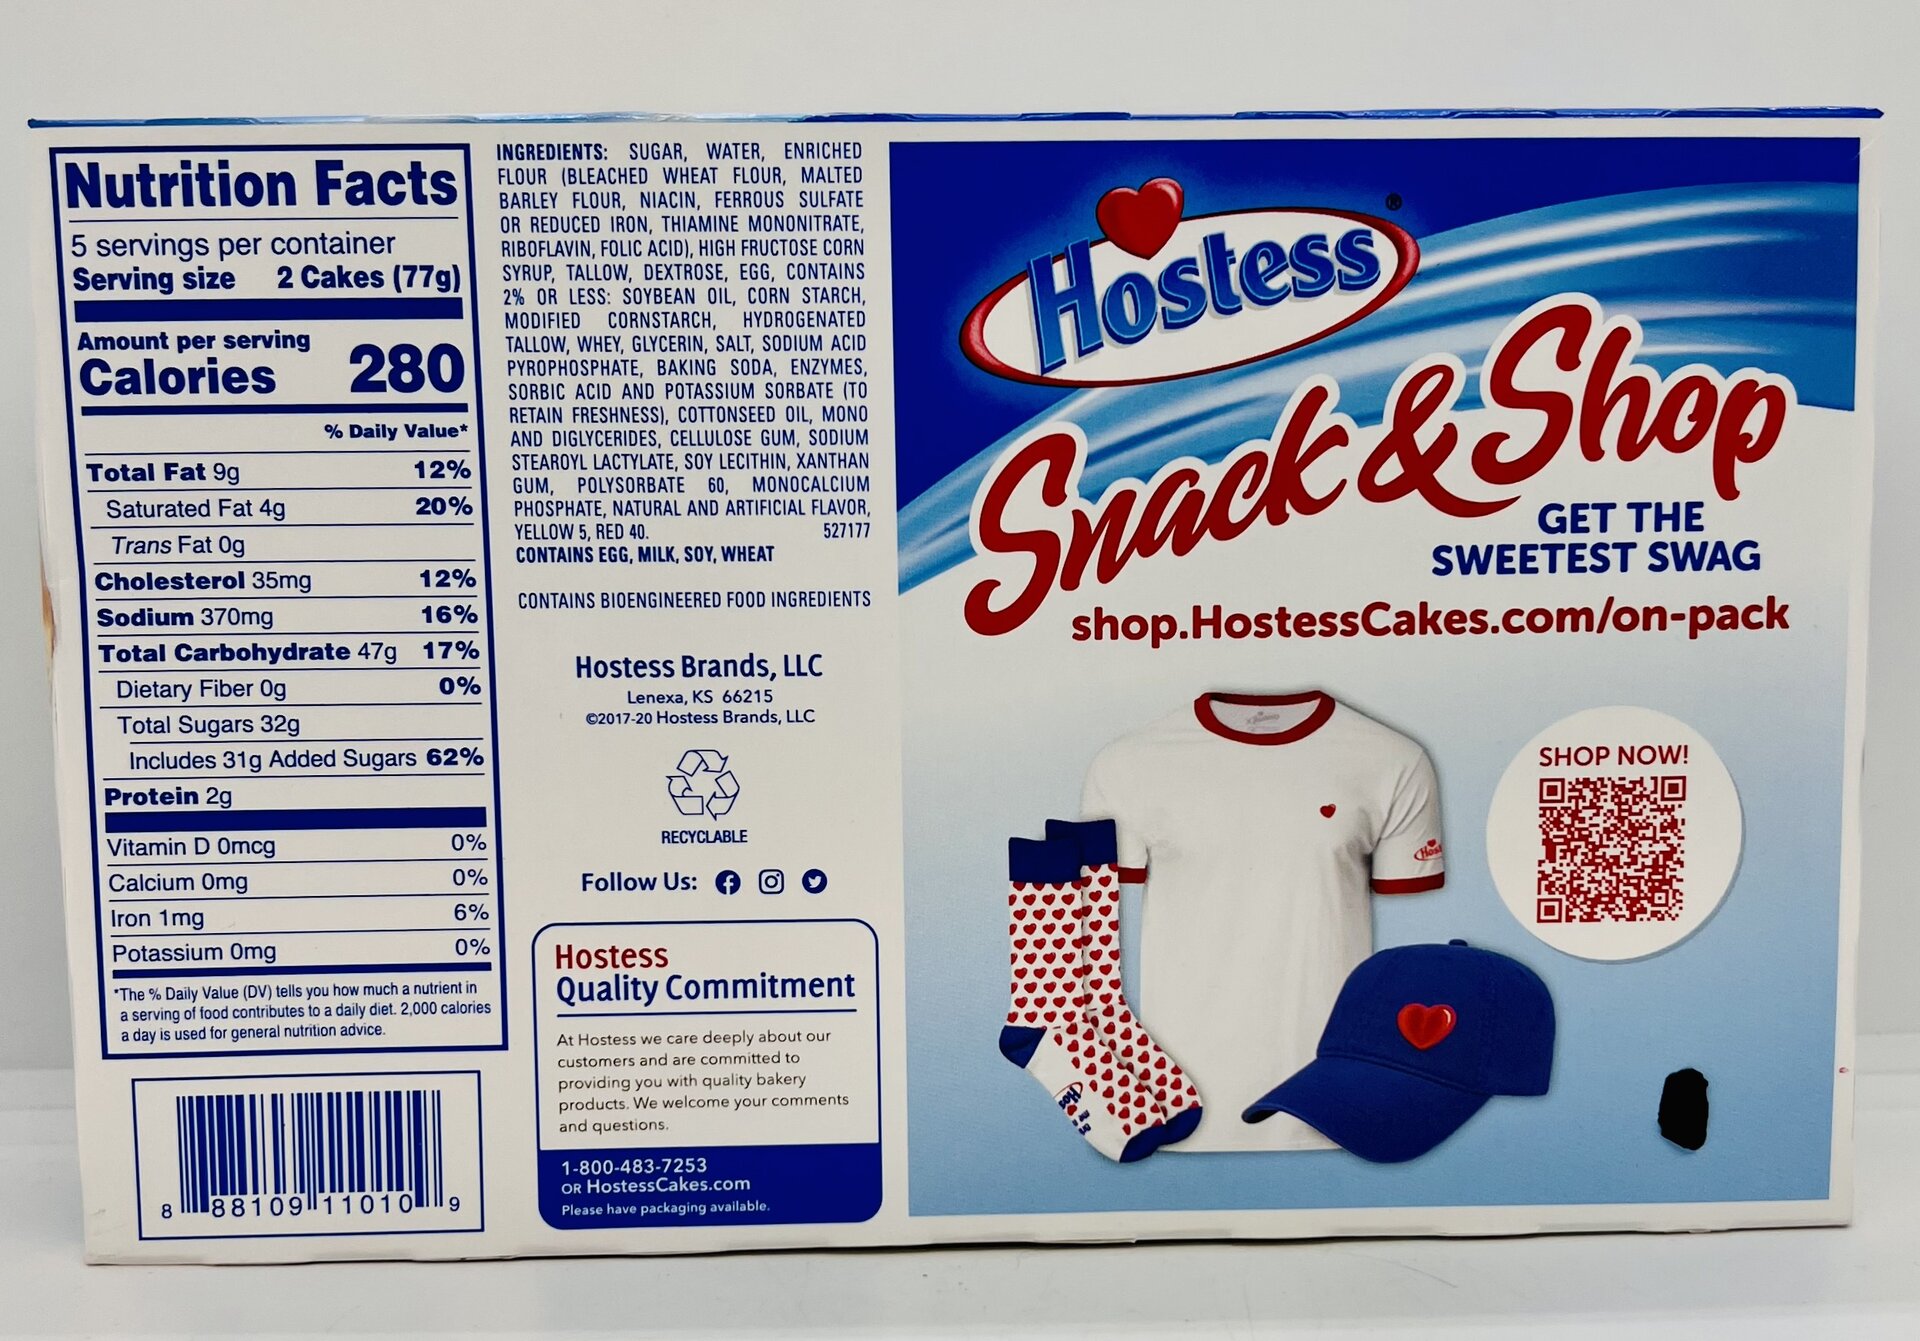 Nutrition Facts
5 servings per container
Serving size 2 Cakes (77g)
Amount per serving
Calories 280
% Daily Value*
Total Fat 9g 12%
Saturated Fat 4g 20%
Trans Fat 0g
Cholesterol 35mg 12%
Sodium 370mg 16%
Total Carbohydrate 47g 17%
Dietary Fiber 0g 0%
Total Sugars 32g
Includes 31g Added Sugars 62%
Protein 2g
Vitamin D 0mcg 0%
Calcium 0mg 0%
Iron 1mg 6%
Potassium 0mg 0%
*The % Daily Value (DV) tells you how much a nutrient in
a serving of food contributes to a daily diet. 2,000 calories
a day is used for general nutrition advice.
8 88109 11010 9
INGREDIENTS: SUGAR, WATER, ENRICHED
FLOUR (BLEACHED WHEAT FLOUR, MALTED
BARLEY FLOUR, NIACIN, FERROUS SULFATE
OR REDUCED IRON, THIAMINE MONONITRATE,
RIBOFLAVIN, FOLIC ACID), HIGH FRUCTOSE CORN
SYRUP, TALLOW, DEXTROSE, EGG, CONTAINS
2% OR LESS: SOYBEAN OIL, CORN STARCH,
MODIFIED CORNSTARCH, HYDROGENATED
TALLOW, WHEY, GLYCERIN, SALT, SODIUM ACID
PYROPHOSPHATE, BAKING SODA, ENZYMES,
SORBIC ACID AND POTASSIUM SORBATE (TO
RETAIN FRESHNESS), COTTONSEED OIL, MONO
AND DIGLYCERIDES, CELLULOSE GUM, SODIUM
STEAROYL LACTYLATE, SOY LECITHIN, XANTHAN
GUM, POLYSORBATE 60, MONOCALCIUM
PHOSPHATE, NATURAL AND ARTIFICIAL FLAVOR,
YELLOW 5, RED 40. 527177
CONTAINS EGG, MILK, SOY, WHEAT
CONTAINS BIOENGINEERED FOOD INGREDIENTS
Hostess Brands, LLC
Lenexa, KS 66215
©2017-20 Hostess Brands, LLC
RECYCLABLE
Follow Us:
Hostess
Quality Commitment
At Hostess we care deeply about our
customers and are committed to
providing you with quality bakery
products. We welcome your comments
and questions.
1-800-483-7253
OR HostessCakes.com
Please have packaging available.
Hostess®
Snack & Shop
GET THE
SWEETEST SWAG
shop.HostessCakes.com/on-pack
SHOP NOW!